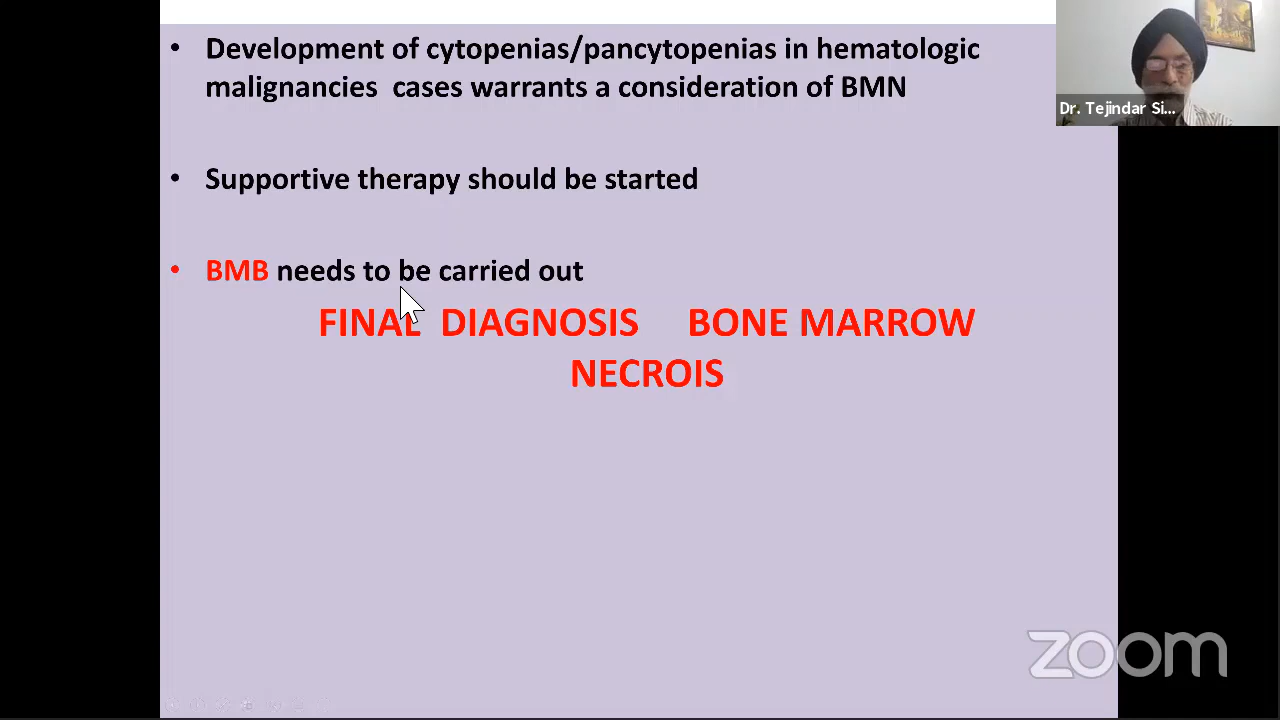 • Development of cytopenias/pancytopenias in hematologic
malignancies cases warrants a consideration of BMN
• Supportive therapy should be started
• BMB needs to be carried out
FINAL DIAGNOSIS BONE MARROW
NECROIS
Dr. Tejindar Si...
zoom